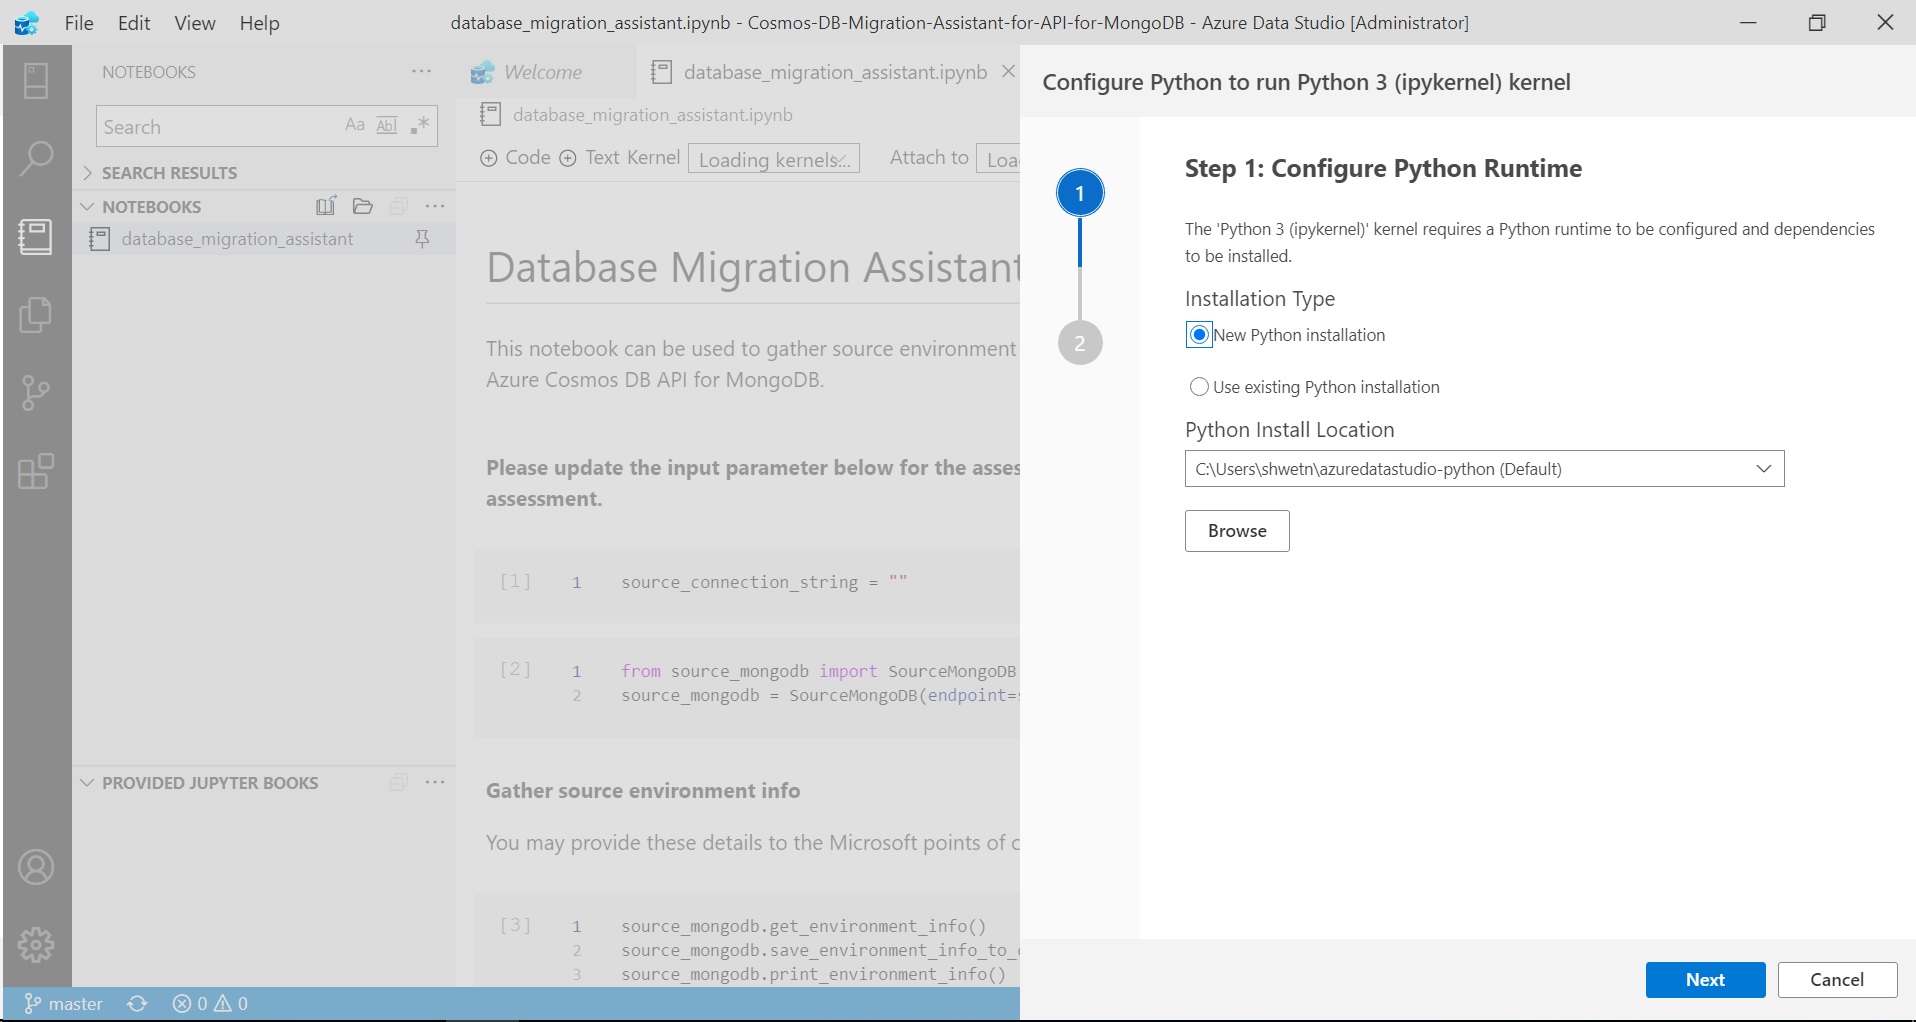 File Edit View Help database_migration_assistant.ipynb - Cosmos-DB-Migration-Assistant-for-API-for-MongoDB - Azure Data Studio [Administrator]
NOTEBOOKS
Search Aa Abl .*
SEARCH RESULTS
NOTEBOOKS
database_migration_assistant
PROVIDED JUPYTER BOOKS
Welcome database_migration_assistant.ipynb
database_migration_assistant.ipynb
Code Text Kernel Loading kernels... Attach to Loa
Database Migration Assistant
This notebook can be used to gather source environment
Azure Cosmos DB API for MongoDB.
Please update the input parameter below for the asses
assessment.
[1] 1 source_connection_string = ""
[2] 1 from source_mongodb import SourceMongoDB
2 source_mongodb = SourceMongoDB(endpoint=
Gather source environment info
You may provide these details to the Microsoft points of c
[3] 1 source_mongodb.get_environment_info()
2 source_mongodb.save_environment_info_to_
3 source_mongodb.print_environment_info()
Configure Python to run Python 3 (ipykernel) kernel
1
2
Step 1: Configure Python Runtime
The 'Python 3 (ipykernel)' kernel requires a Python runtime to be configured and dependencies
to be installed.
Installation Type
New Python installation
Use existing Python installation
Python Install Location
C:\Users\shwetn\azuredatastudio-python (Default)
Browse
Next Cancel
master 0 0